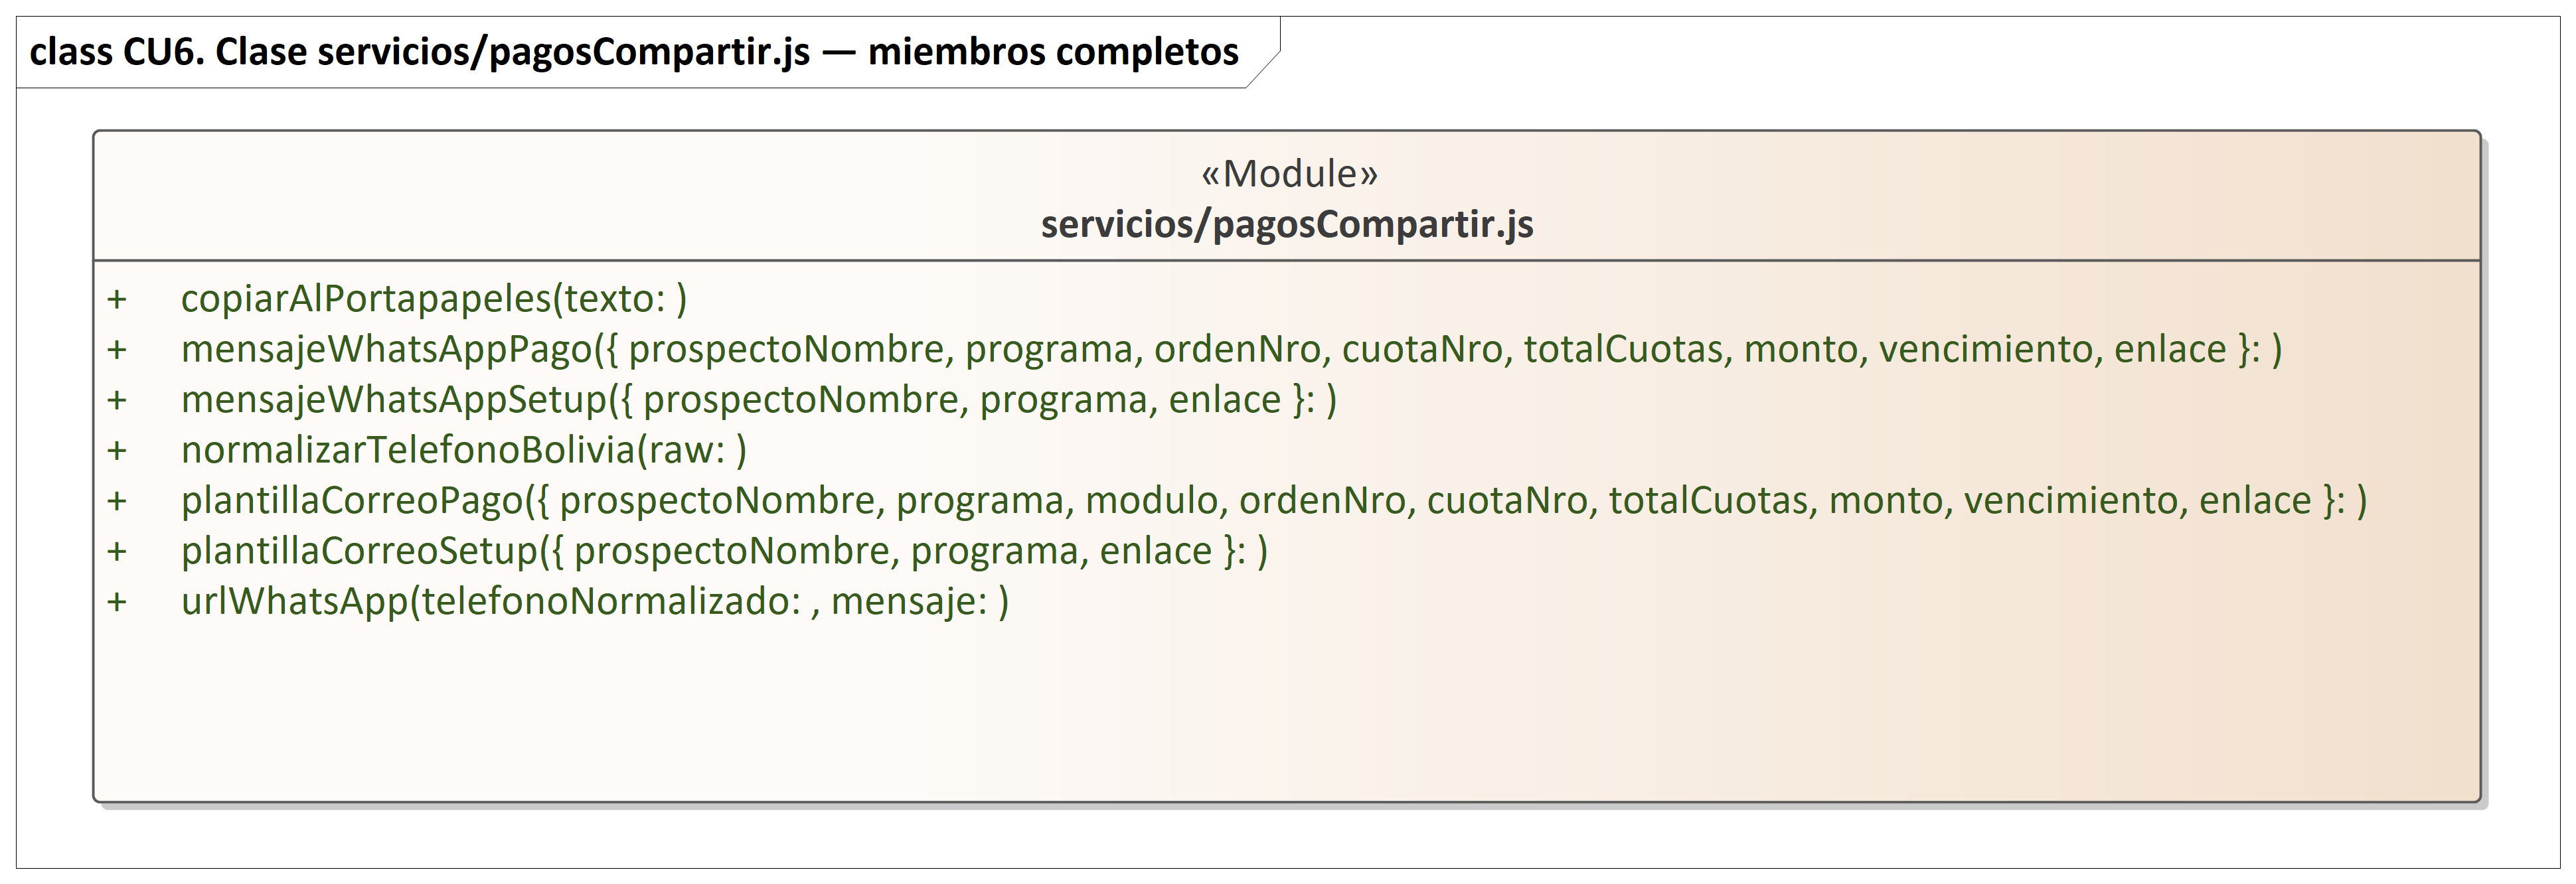 class CU6. Clase servicios/pagosCompartir.js — miembros completos
«Module»
servicios/pagosCompartir.js
+ copiarAlPortapapeles(texto: )
+ mensajeWhatsAppPago({ prospectoNombre, programa, ordenNro, cuotaNro, totalCuotas, monto, vencimiento, enlace }: )
+ mensajeWhatsAppSetup({ prospectoNombre, programa, enlace }: )
+ normalizarTelefonoBolivia(raw: )
+ plantillaCorreoPago({ prospectoNombre, programa, modulo, ordenNro, cuotaNro, totalCuotas, monto, vencimiento, enlace }: )
+ plantillaCorreoSetup({ prospectoNombre, programa, enlace }: )
+ urlWhatsApp(telefonoNormalizado: , mensaje: )